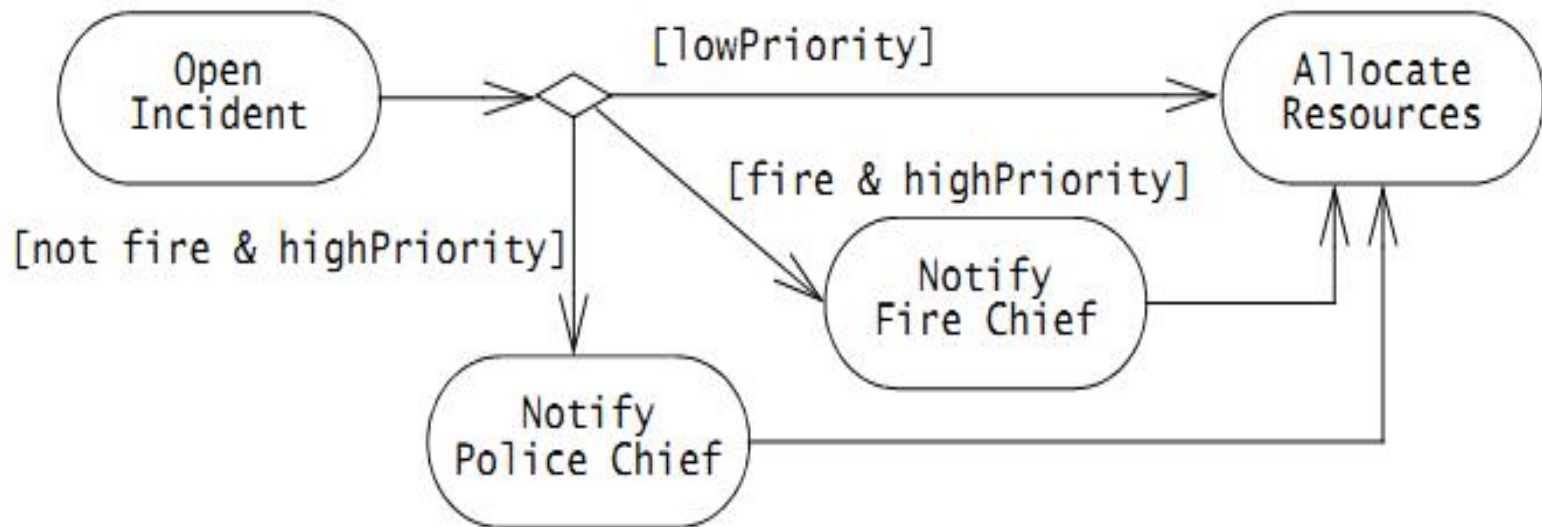 Open
Incident
[lowPriority]
Allocate
Resources
[fire & highPriority]
[not fire & highPriority]
Notify
Fire Chief
Notify
Police Chief